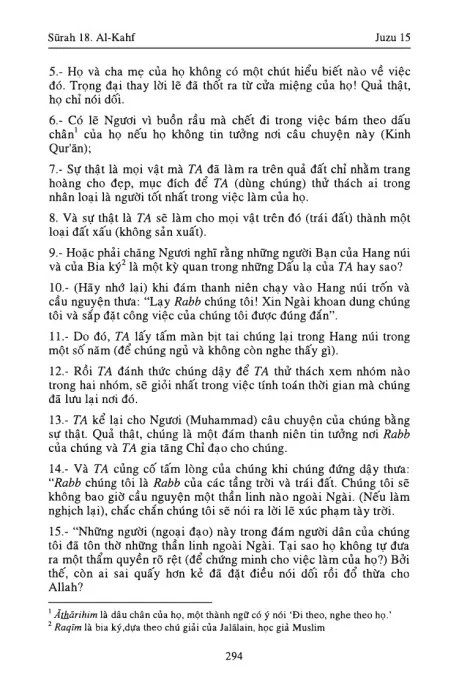 Sūrah 18. Al-Kahf Juzu 15
5.- Họ và cha mẹ của họ không có một chút hiểu biết nào về việc
đó. Trọng đại thay lời lẽ đã thốt ra từ cửa miệng của họ! Quả thật,
họ chỉ nói dối.
6.- Có lẽ Ngươi vì buồn rầu mà chết đi trong việc bám theo dấu
chân¹ của họ nếu họ không tin tưởng nơi câu chuyện này (Kinh
Qur'ān);
7.- Sự thật là mọi vật mà TA đã làm ra trên quả đất chỉ nhằm trang
hoàng cho đẹp, mục đích để TA (dùng chúng) thử thách ai trong
nhân loại là người tốt nhất trong việc làm của họ.
8. Và sự thật là TA sẽ làm cho mọi vật trên đó (trái đất) thành một
loại đất xấu (không sản xuất).
9.- Hoặc phải chăng Ngươi nghĩ rằng những người Bạn của Hang núi
và của Bia ký² là một kỳ quan trong những Dấu lạ của TA hay sao?
10.- (Hãy nhớ lại) khi đám thanh niên chạy vào Hang núi trốn và
cầu nguyện thưa: “Lạy Rabb chúng tôi! Xin Ngài khoan dung chúng
tôi và sắp đặt công việc của chúng tôi được đúng đắn”.
11.- Do đó, TA lấy tấm màn bịt tai chúng lại trong Hang núi trong
một số năm (để chúng ngủ và không còn nghe thấy gì).
12.- Rồi TA đánh thức chúng dậy để TA thử thách xem nhóm nào
trong hai nhóm, sẽ giỏi nhất trong việc tính toán thời gian mà chúng
đã lưu lại nơi đó.
13.- TA kể lại cho Ngươi (Muhammad) câu chuyện của chúng bằng
sự thật. Quả thật, chúng là một đám thanh niên tin tưởng nơi Rabb
của chúng và TA gia tăng Chỉ đạo cho chúng.
14.- Và TA củng cố tấm lòng của chúng khi chúng đứng dậy thưa:
“Rabb chúng tôi là Rabb của các tầng trời và trái đất. Chúng tôi sẽ
không bao giờ cầu nguyện một thần linh nào ngoài Ngài. (Nếu làm
nghịch lại), chắc chắn chúng tôi sẽ nói ra lời lẽ xúc phạm tày trời.
15.- “Những người (ngoại đạo) này trong đám người dân của chúng
tôi đã tôn thờ những thần linh ngoài Ngài. Tại sao họ không tự đưa
ra một thẩm quyền rõ rệt (để chứng minh cho việc làm của họ?) Bởi
thế, còn ai sai quấy hơn kẻ đã đặt điều nói dối rồi đổ thừa cho
Allah?
¹ Āthārihim là dâu chân của họ, một thành ngữ có ý nói ‘Đi theo, nghe theo họ.’
² Raqīm là bia ký,dựa theo chú giải của Jalālain, học giả Muslim
294